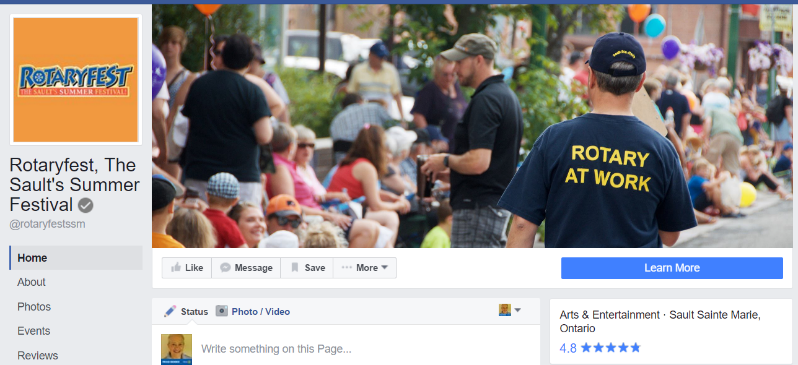 ROTARYFEST
THE SAULT'S SUMMER FESTIVAL!
Rotaryfest, The
Sault's Summer
Festival
@rotaryfestssm
Home
About
Photos
Events
Reviews
ROTARY
AT WORK
Like
Message
Save
More
Learn More
Status
Photo / Video
Write something on this Page...
Arts & Entertainment · Sault Sainte Marie,
Ontario
4.8